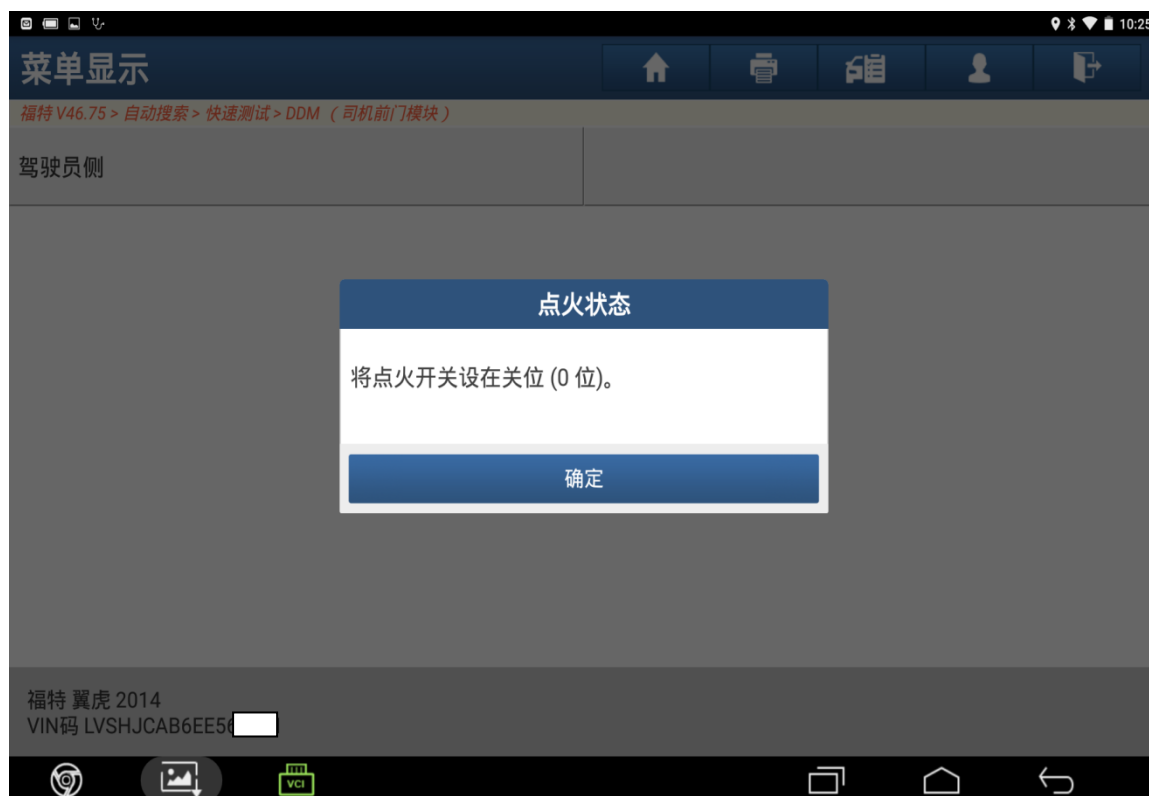 10:25
菜单显示
福特 V46.75 > 自动搜索 > 快速测试 > DDM （司机前门模块）
驾驶员侧
点火状态
将点火开关设在关位 (0 位)。
确定
福特 翼虎 2014
VIN码 LVSHJCAB6EE56
VCI